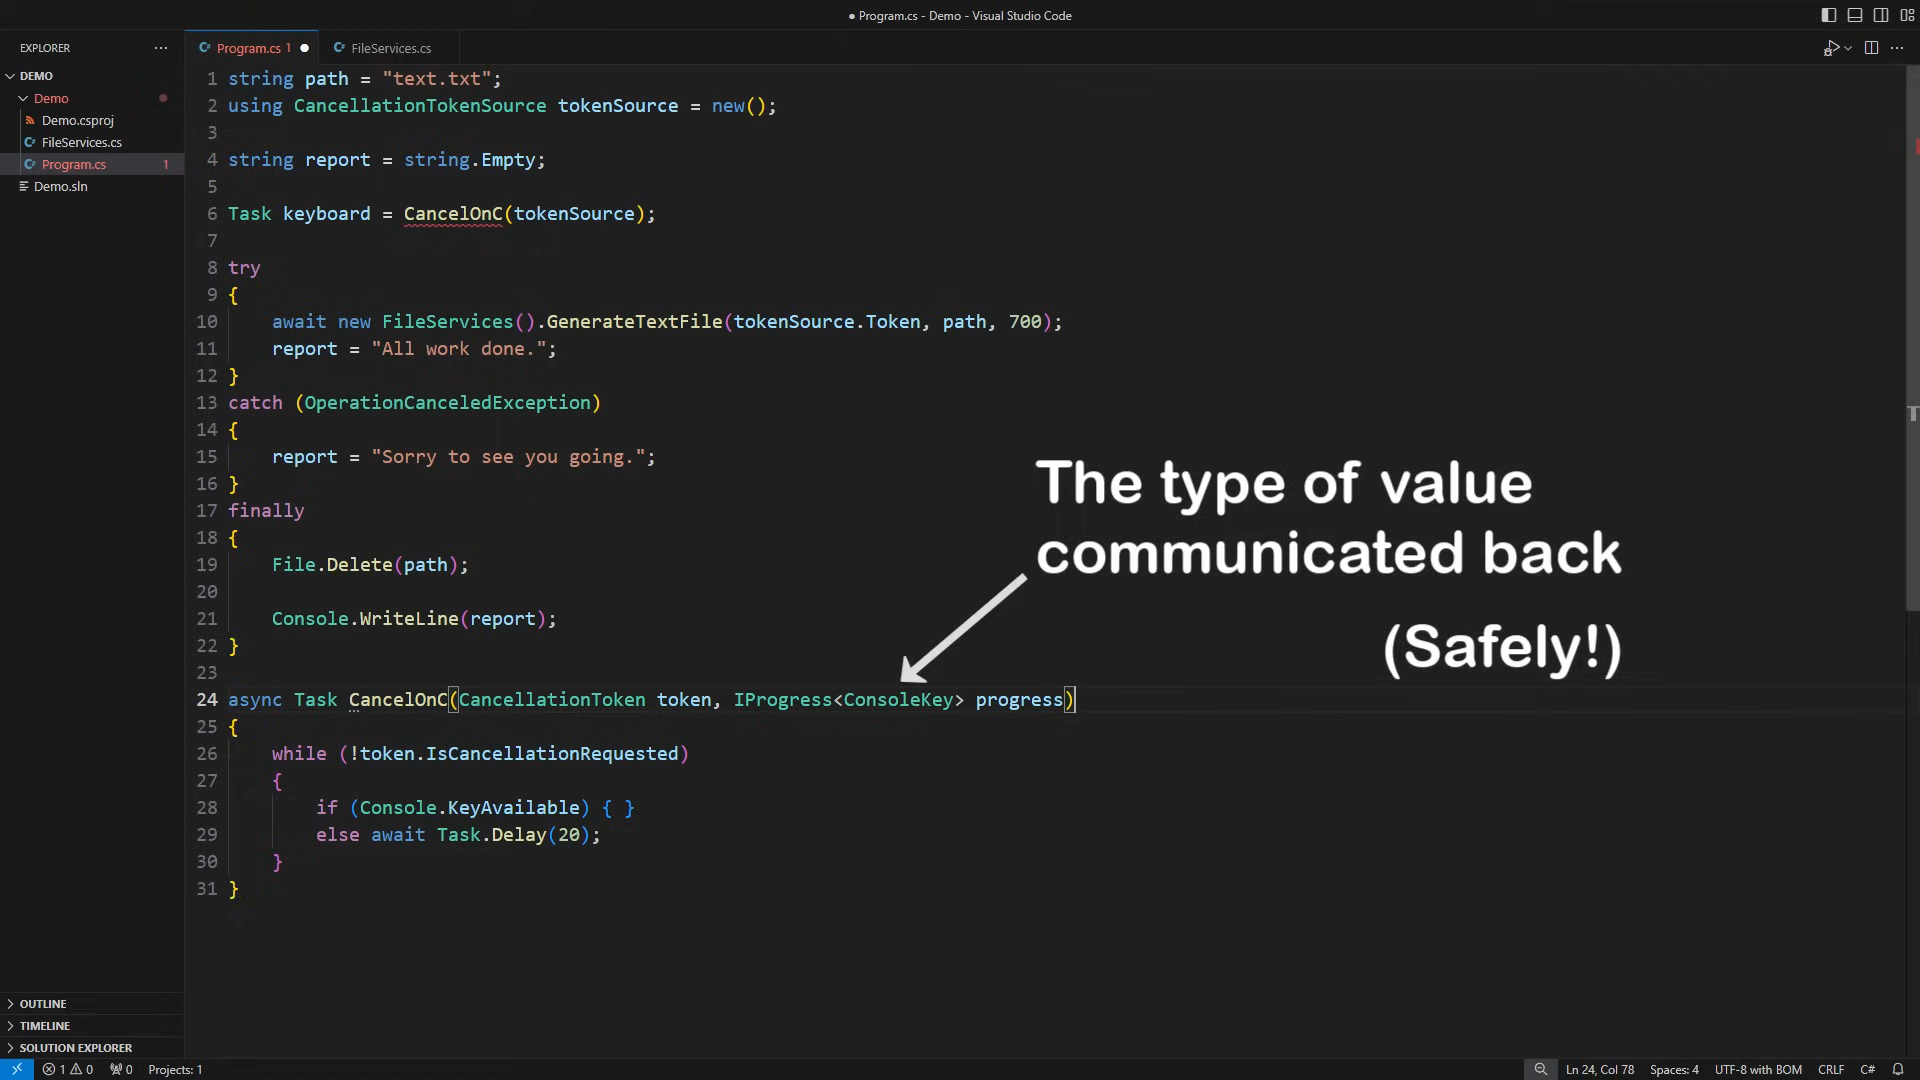 ● Program.cs - Demo - Visual Studio Code
EXPLORER
DEMO
Demo
Demo.csproj
FileServices.cs
Program.cs 1
Demo.sln
Program.cs 1
FileServices.cs
1 string path = "text.txt";
2 using CancellationTokenSource tokenSource = new();
3
4 string report = string.Empty;
5
6 Task keyboard = CancelOnC(tokenSource);
7
8 try
9 {
10 await new FileServices().GenerateTextFile(tokenSource.Token, path, 700);
11 report = "All work done.";
12 }
13 catch (OperationCanceledException)
14 {
15 report = "Sorry to see you going.";
16 }
17 finally
18 {
19 File.Delete(path);
20
21 Console.WriteLine(report);
22 }
23
24 async Task CancelOnC(CancellationToken token, IProgress<ConsoleKey> progress)
25 {
26 while (!token.IsCancellationRequested)
27 {
28 if (Console.KeyAvailable) { }
29 else await Task.Delay(20);
30 }
31 }
The type of value
communicated back
(Safely!)
OUTLINE
TIMELINE
SOLUTION EXPLORER
1 0 0 Projects: 1
Ln 24, Col 78 Spaces: 4 UTF-8 with BOM CRLF C#